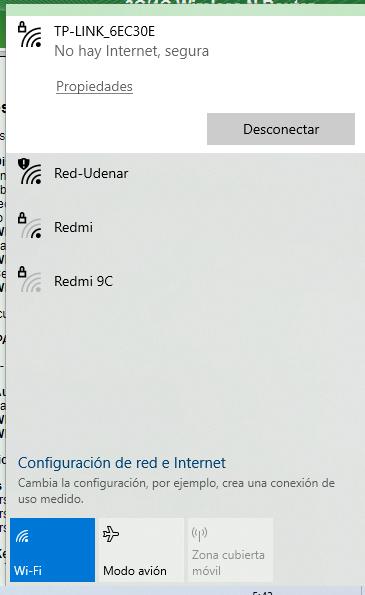 TP-LINK_6EC30E
No hay Internet, segura
Propiedades
Desconectar
Red-Udenar
Redmi
Redmi 9C
Configuración de red e Internet
Cambia la configuración, por ejemplo, crea una conexión de
uso medido.
Wi-Fi
Modo avión
Zona cubierta
móvil